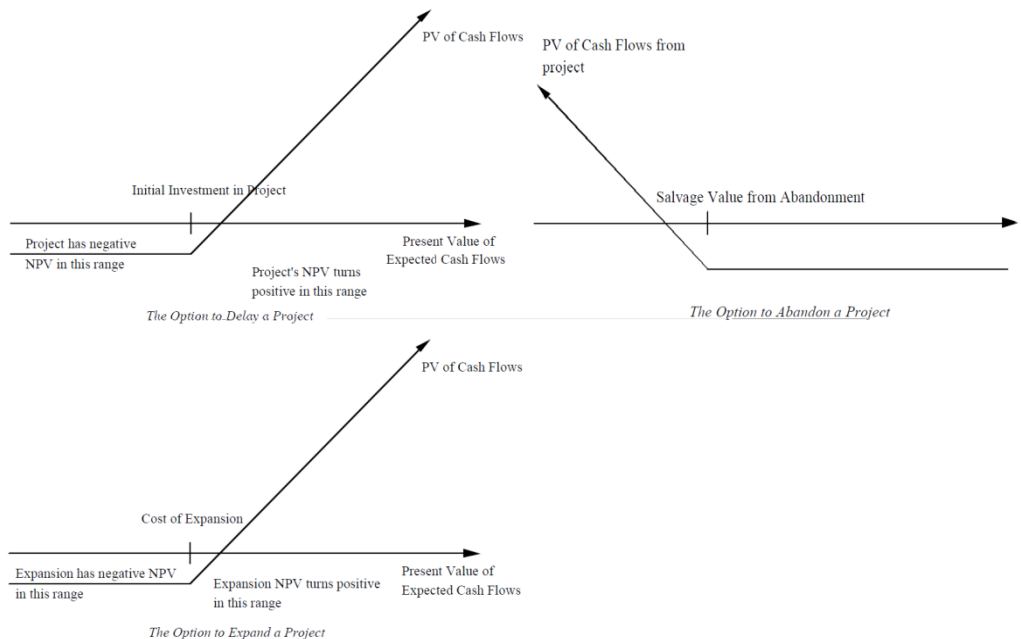 PV of Cash Flows
Initial Investment in Project
Project has negative
NPV in this range
Present Value of
Expected Cash Flows
Project's NPV turns
positive in this range
The Option to Delay a Project
PV of Cash Flows from
project
Salvage Value from Abandonment
The Option to Abandon a Project
PV of Cash Flows
Cost of Expansion
Expansion has negative NPV
in this range
Expansion NPV turns positive
in this range
Present Value of
Expected Cash Flows
The Option to Expand a Project